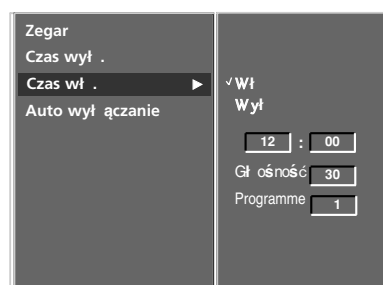 Zegar
Czas wył .
Czas wł .
Auto wył ączanie
Wł
Wył
12 : 00
Gł ośność 30
Programme 1